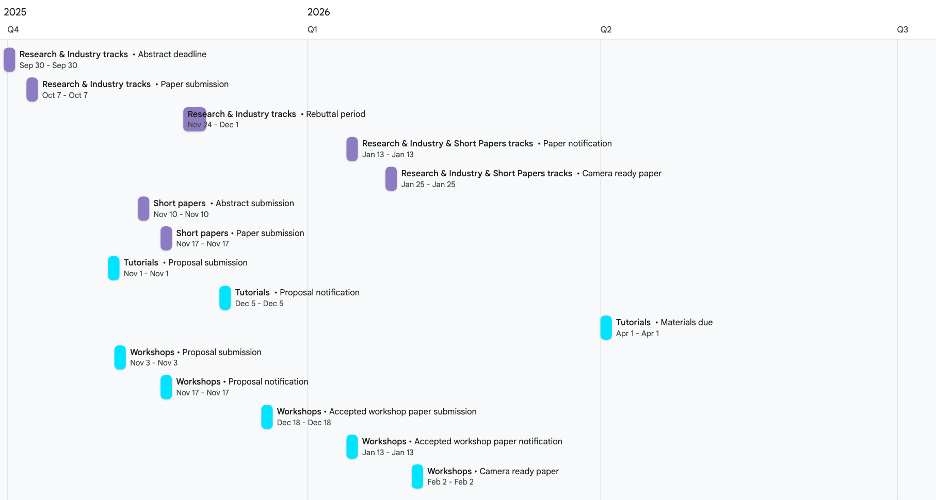 2025 2026
Q4 Q1 Q2 Q3
Research & Industry tracks • Abstract deadline
Sep 30 - Sep 30
Research & Industry tracks • Paper submission
Oct 7 - Oct 7
Research & Industry tracks • Rebuttal period
Nov 24 - Dec 1
Research & Industry & Short Papers tracks • Paper notification
Jan 13 - Jan 13
Research & Industry & Short Papers tracks • Camera ready paper
Jan 25 - Jan 25
Short papers • Abstract submission
Nov 10 - Nov 10
Short papers • Paper submission
Nov 17 - Nov 17
Tutorials • Proposal submission
Nov 1 - Nov 1
Tutorials • Proposal notification
Dec 5 - Dec 5
Tutorials • Materials due
Apr 1 - Apr 1
Workshops • Proposal submission
Nov 3 - Nov 3
Workshops • Proposal notification
Nov 17 - Nov 17
Workshops • Accepted workshop paper submission
Dec 18 - Dec 18
Workshops • Accepted workshop paper notification
Jan 13 - Jan 13
Workshops • Camera ready paper
Feb 2 - Feb 2